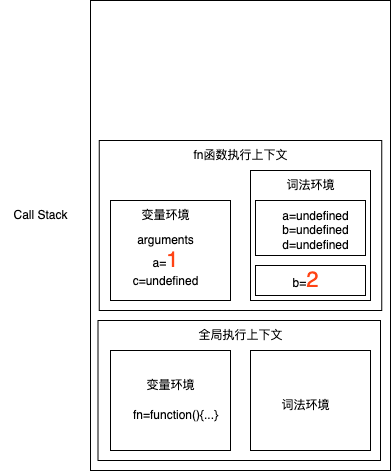 fn函数执行上下文
词法环境
变量环境
a=undefined
b=undefined
d=undefined
Call Stack
arguments
a=1
c=undefined
b=2
全局执行上下文
变量环境
fn=function(){...}
词法环境